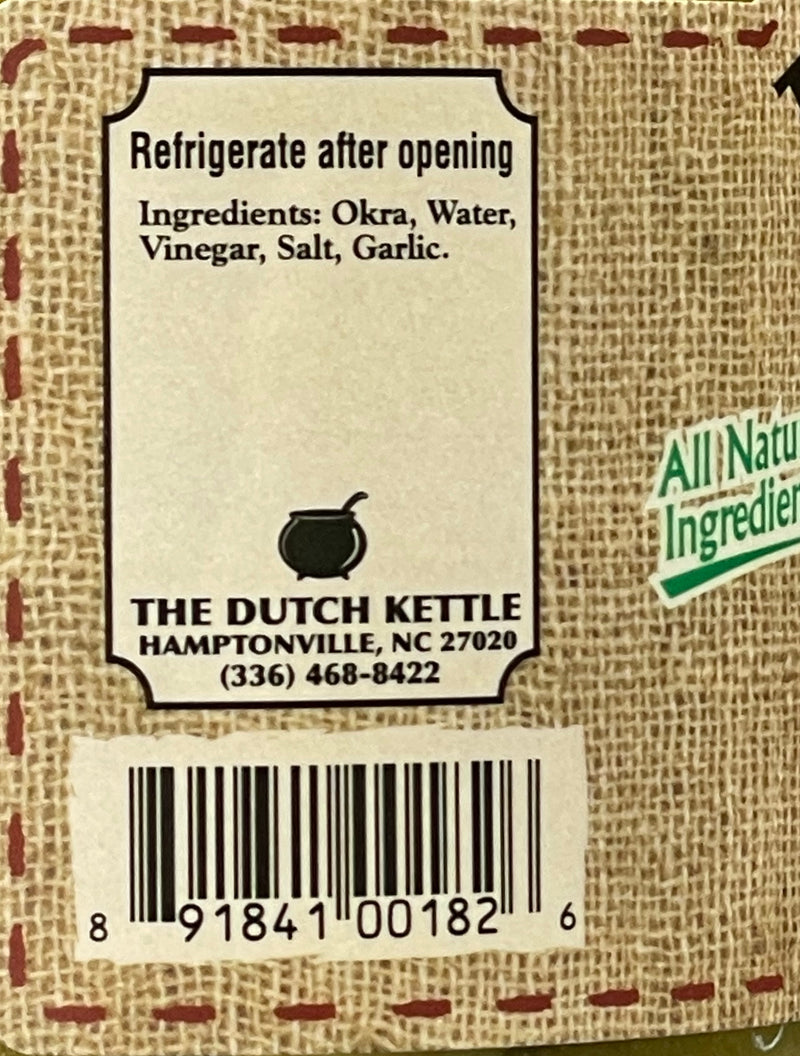 Refrigerate after opening
Ingredients: Okra, Water,
Vinegar, Salt, Garlic.
THE DUTCH KETTLE
HAMPTONVILLE, NC 27020
(336) 468-8422
All Natu
Ingredien
8 91841 00182 6